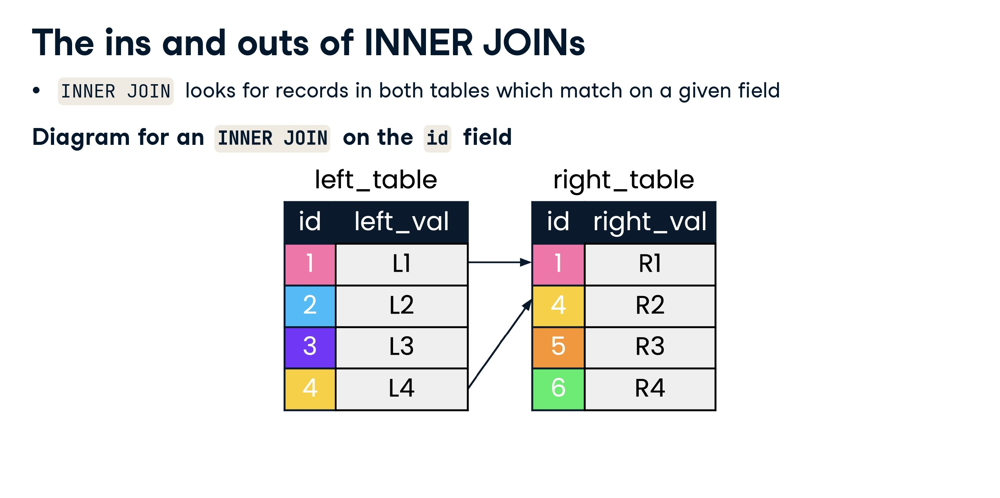 The ins and outs of INNER JOINs
• INNER JOIN looks for records in both tables which match on a given field
Diagram for an INNER JOIN on the id field
left_table
id left_val
1 L1
2 L2
3 L3
4 L4
right_table
id right_val
1 R1
4 R2
5 R3
6 R4